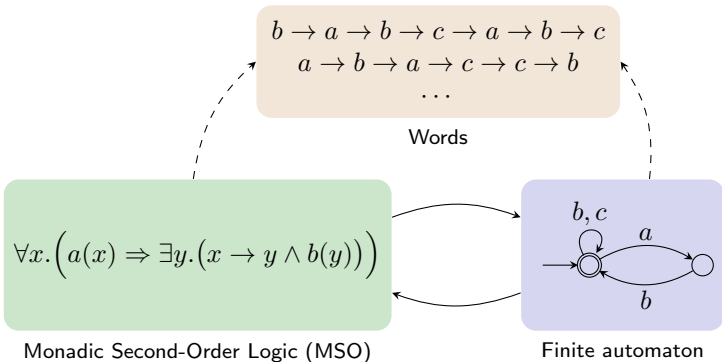 b → a → b → c → a → b → c
a → b → a → c → c → b
...
Words
∀x.(a(x) ⇒ ∃y.(x → y ∧ b(y)))
b, c
a
b
Monadic Second-Order Logic (MSO)
Finite automaton